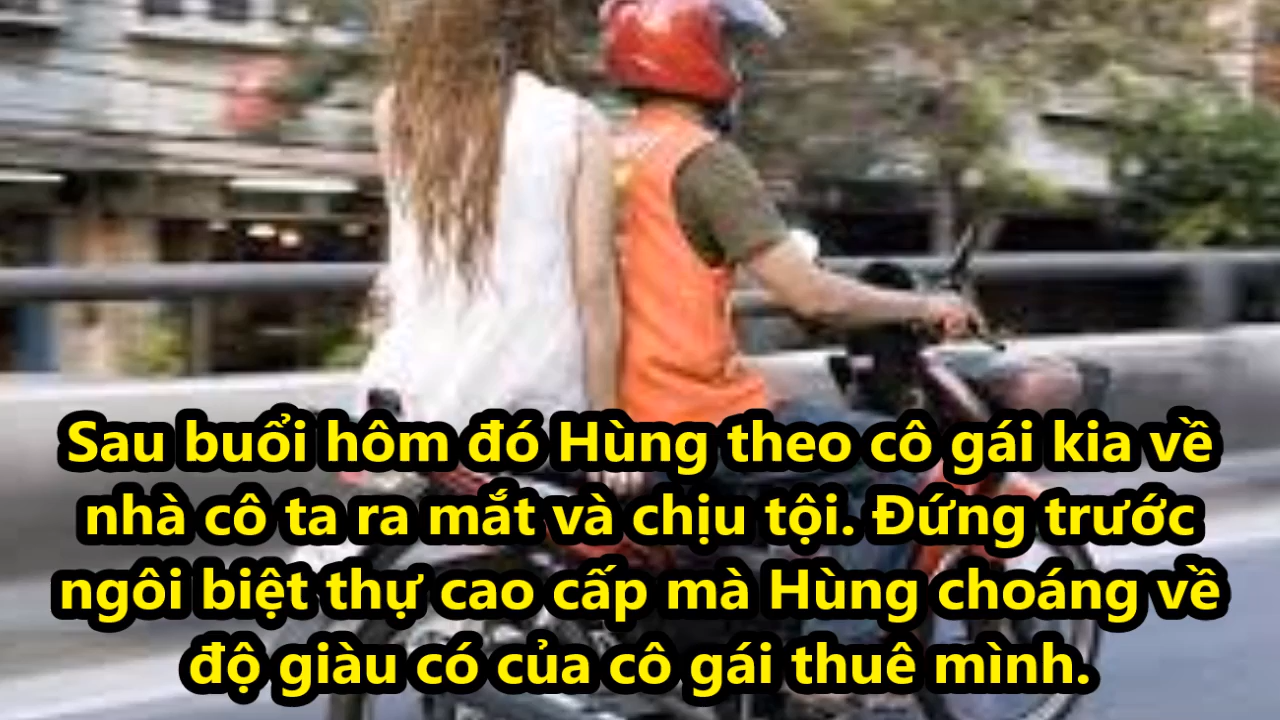 Sau buổi hôm đó Hùng theo cô gái kia về
nhà cô ta ra mắt và chịu tội. Đứng trước
ngôi biệt thự cao cấp mà Hùng choáng về
độ giàu có của cô gái thuê mình.